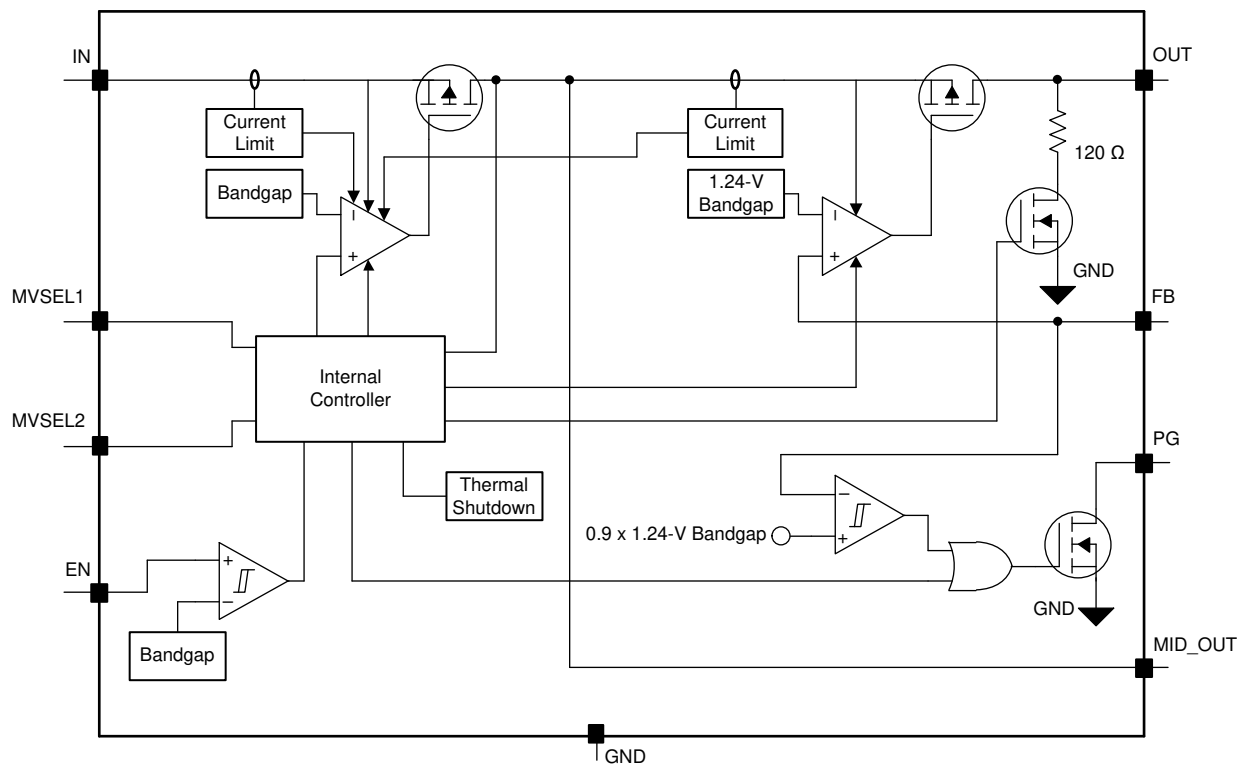 IN
OUT
Current
Limit
Current
Limit
120 Ω
Bandgap
1.24-V
Bandgap
GND
MVSEL1
FB
Internal
Controller
MVSEL2
PG
Thermal
Shutdown
0.9 x 1.24-V Bandgap
EN
GND
Bandgap
MID_OUT
GND